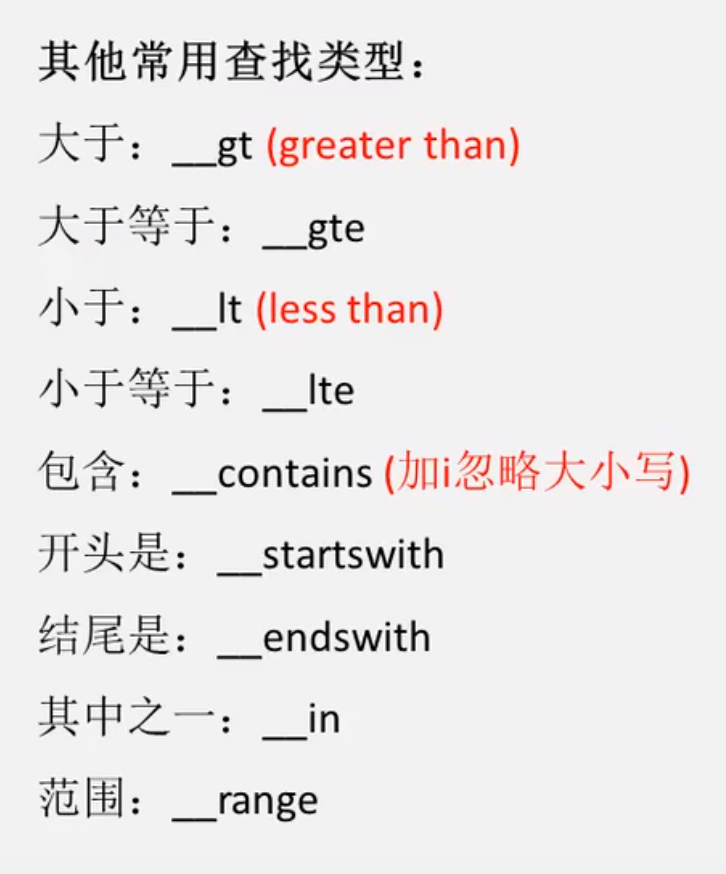 其他常用查找类型：
大于：__gt (greater than)
大于等于：__gte
小于：__lt (less than)
小于等于：__lte
包含：__contains (加i忽略大小写)
开头是：__startswith
结尾是：__endswith
其中之一：__in
范围：__range